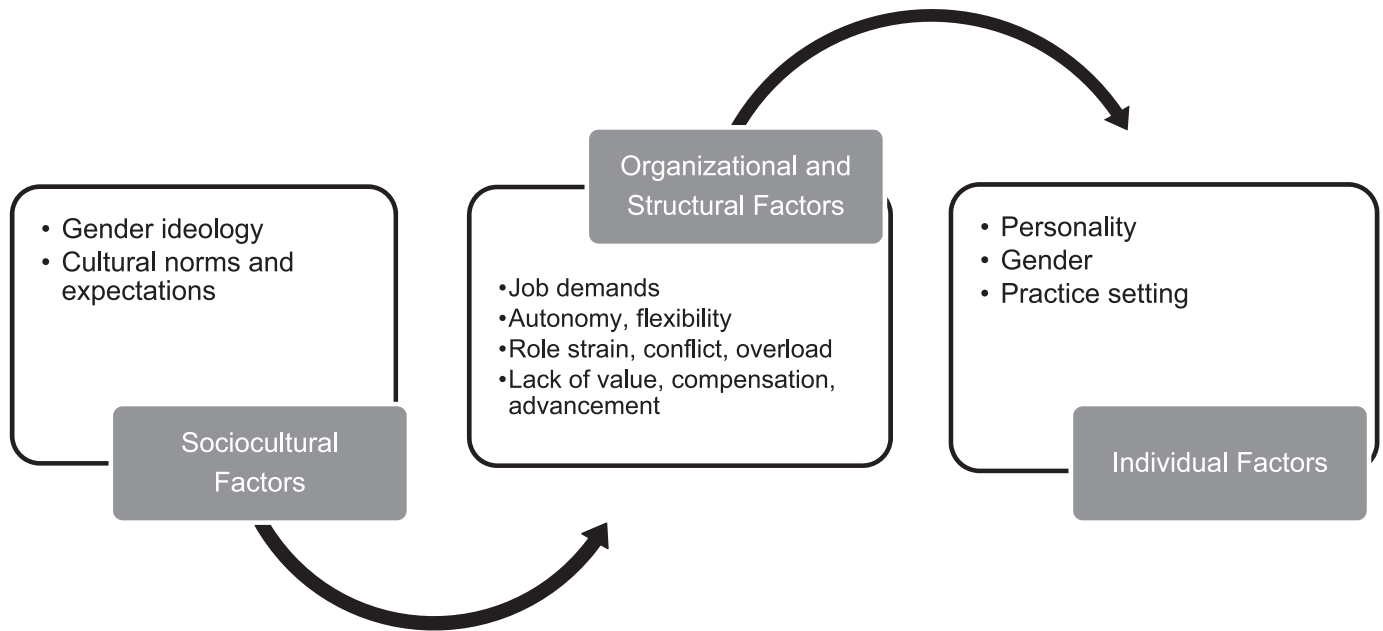 • Gender ideology
• Cultural norms and
expectations
Sociocultural
Factors
Organizational and
Structural Factors
•Job demands
•Autonomy, flexibility
•Role strain, conflict, overload
•Lack of value, compensation,
advancement
• Personality
• Gender
• Practice setting
Individual Factors